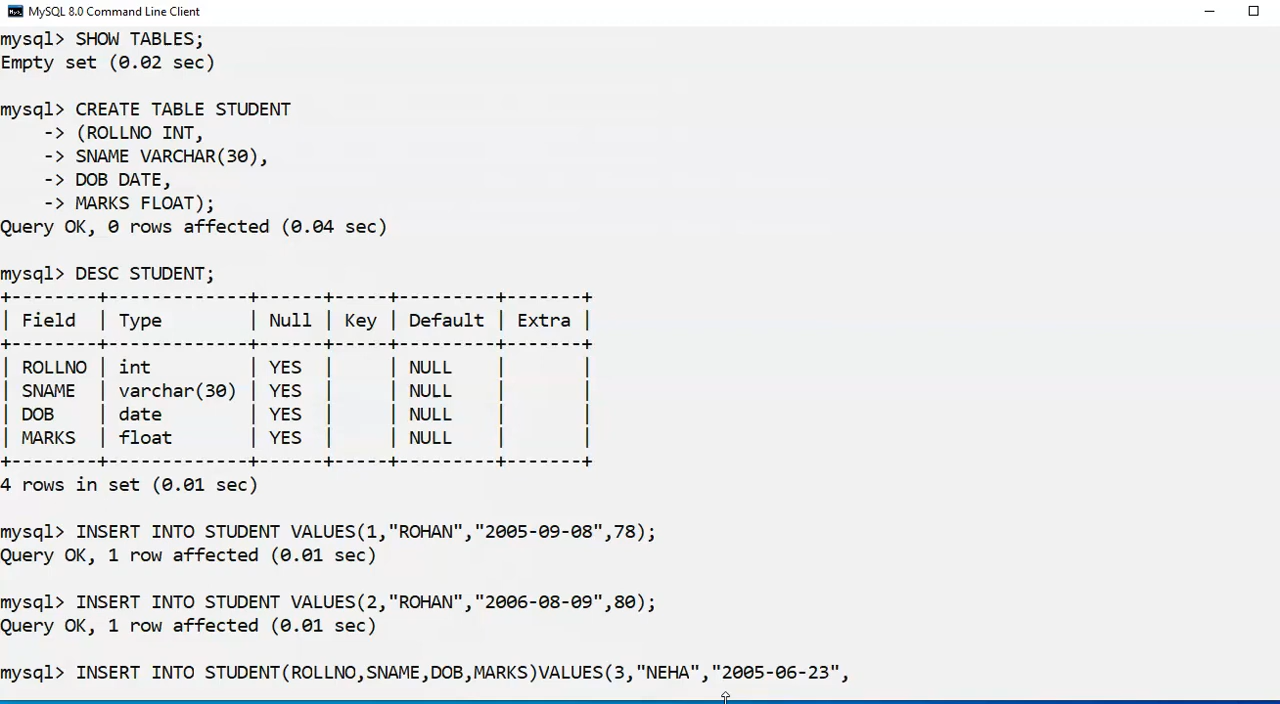 MySQL 8.0 Command Line Client
mysql> SHOW TABLES;
Empty set (0.02 sec)
mysql> CREATE TABLE STUDENT
    -> (ROLLNO INT,
    -> SNAME VARCHAR(30),
    -> DOB DATE,
    -> MARKS FLOAT);
Query OK, 0 rows affected (0.04 sec)
mysql> DESC STUDENT;
+--------+-------------+------+-----+---------+-------+
| Field  | Type        | Null | Key | Default | Extra |
+--------+-------------+------+-----+---------+-------+
| ROLLNO | int         | YES  |     | NULL    |       |
| SNAME  | varchar(30) | YES  |     | NULL    |       |
| DOB    | date        | YES  |     | NULL    |       |
| MARKS  | float       | YES  |     | NULL    |       |
+--------+-------------+------+-----+---------+-------+
4 rows in set (0.01 sec)
mysql> INSERT INTO STUDENT VALUES(1,"ROHAN","2005-09-08",78);
Query OK, 1 row affected (0.01 sec)
mysql> INSERT INTO STUDENT VALUES(2,"ROHAN","2006-08-09",80);
Query OK, 1 row affected (0.01 sec)
mysql> INSERT INTO STUDENT(ROLLNO,SNAME,DOB,MARKS)VALUES(3,"NEHA","2005-06-23",